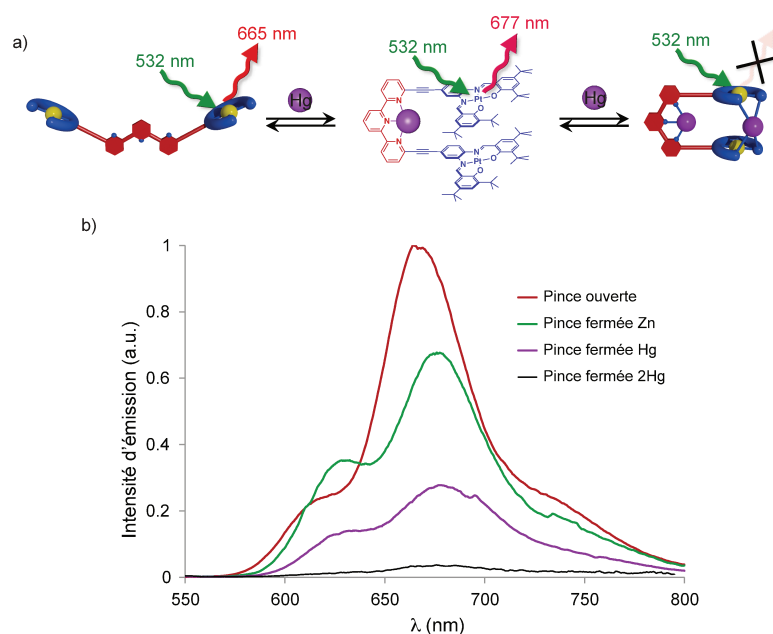 a)
532 nm
665 nm
Hg
532 nm
677 nm
N
N
N
N
Pt
O
N
O
N
Pt
O
N
O
Hg
532 nm
b)
Intensité d'émission (a.u.)
1
0.8
0.6
0.4
0.2
0
550
600
650
700
750
800
λ (nm)
Pince ouverte
Pince fermée Zn
Pince fermée Hg
Pince fermée 2Hg